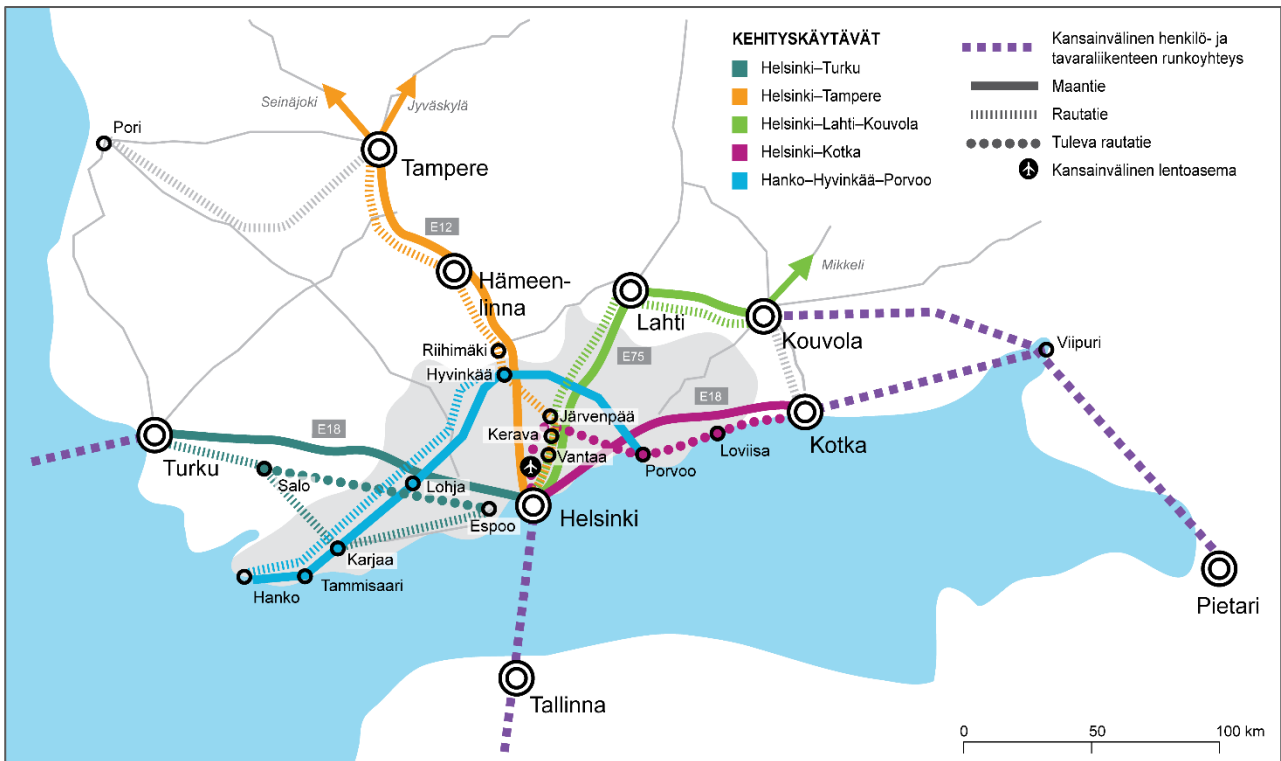 KEHITYSKÄYTÄVÄT
Helsinki–Turku
Helsinki–Tampere
Helsinki–Lahti–Kouvola
Helsinki–Kotka
Hanko–Hyvinkää–Porvoo
Kansainvälinen henkilö- ja
tavaraliikenteen runkoyhteys
Maantie
Rautatie
Tuleva rautatie
Kansainvälinen lentoasema
Seinäjoki
Jyväskylä
Pori
Tampere
E12
Hämeen-
linna
Lahti
Mikkeli
Kouvola
Viipuri
Riihimäki
E75
Hyvinkää
E18
Järvenpää
Kerava
Kotka
E18
Vantaa
Loviisa
Turku
Porvoo
Salo
Lohja
Espoo
Helsinki
Karjaa
Hanko
Tammisaari
Pietari
Tallinna
0
50
100 km